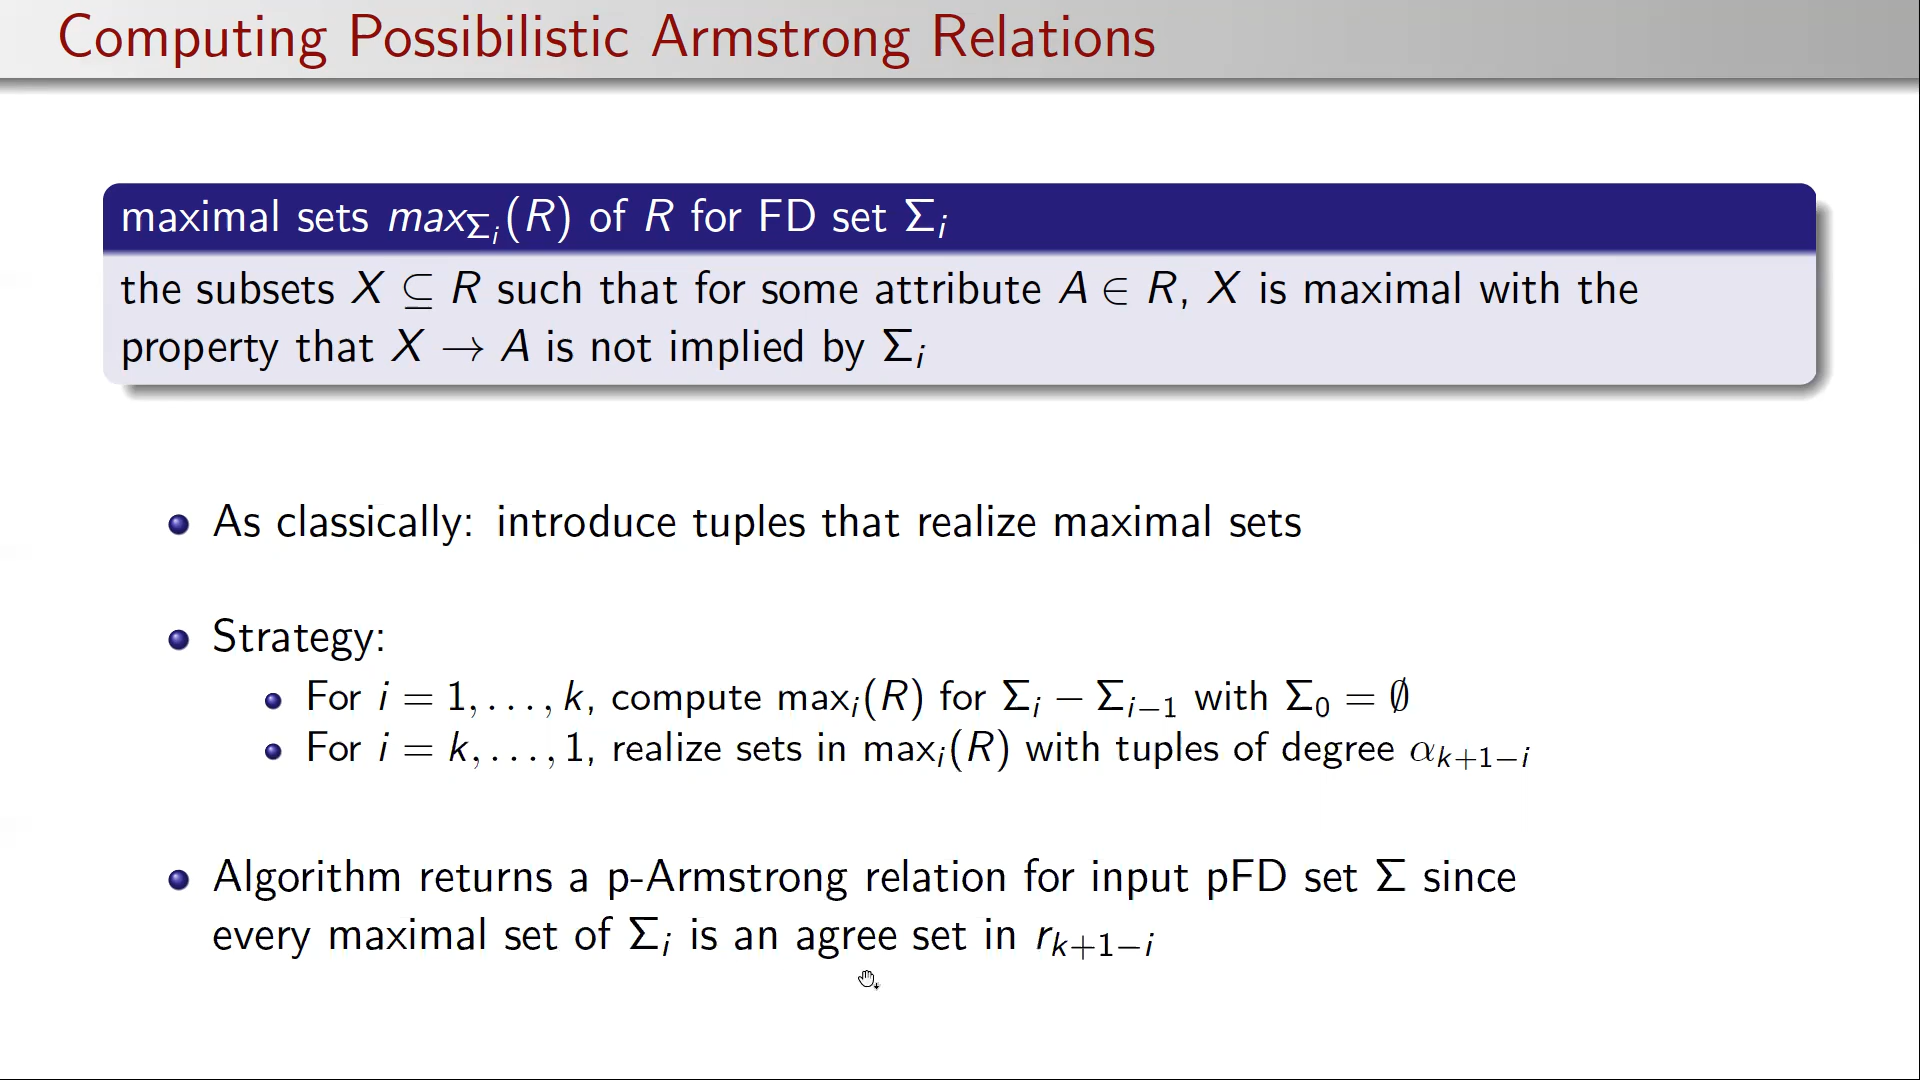 Computing Possibilistic Armstrong Relations
maximal sets max_{Σ_i}(R) of R for FD set Σ_i
the subsets X ⊆ R such that for some attribute A ∈ R, X is maximal with the
property that X → A is not implied by Σ_i
As classically: introduce tuples that realize maximal sets
Strategy:
For i = 1, . . . , k, compute max_i(R) for Σ_i − Σ_{i−1} with Σ_0 = ∅
For i = k, . . . , 1, realize sets in max_i(R) with tuples of degree α_{k+1−i}
Algorithm returns a p-Armstrong relation for input pFD set Σ since
every maximal set of Σ_i is an agree set in r_{k+1−i}